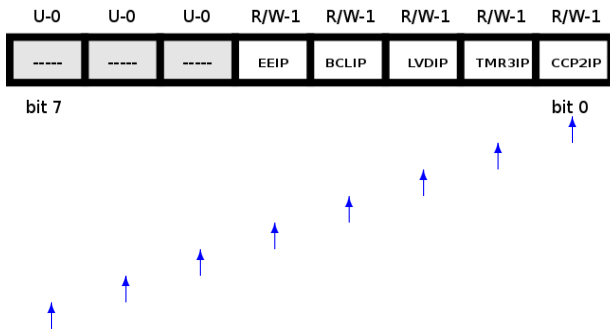 U-0 U-0 U-0 R/W-1 R/W-1 R/W-1 R/W-1 R/W-1
----- ----- ----- EEIP BCLIP LVDIP TMR3IP CCP2IP
bit 7 bit 0